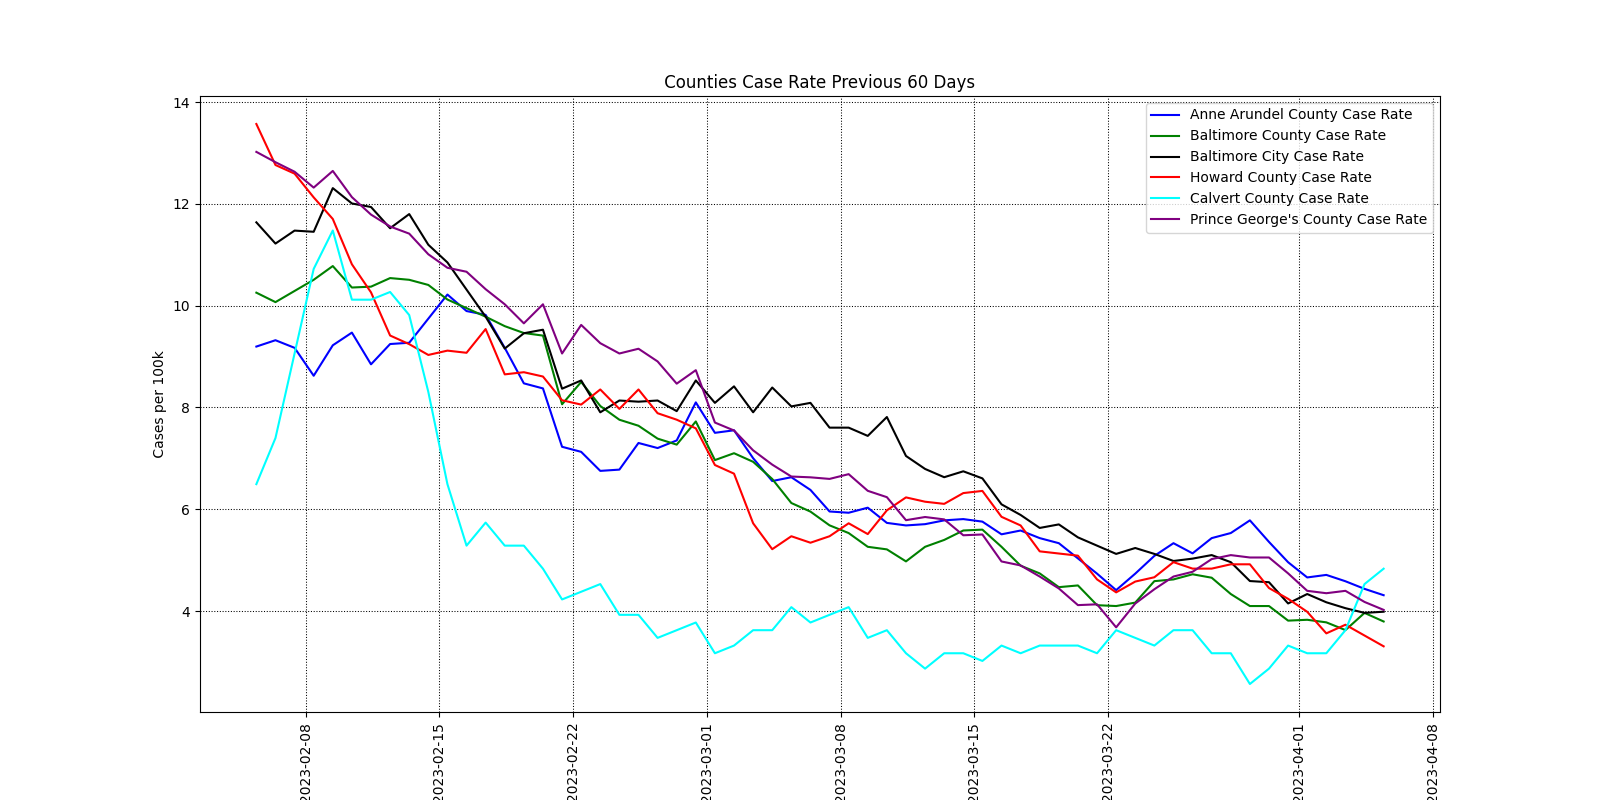 Counties Case Rate Previous 60 Days
14
12
10
8
6
4
Cases per 100k
Anne Arundel County Case Rate
Baltimore County Case Rate
Baltimore City Case Rate
Howard County Case Rate
Calvert County Case Rate
Prince George's County Case Rate
2023-02-08
2023-02-15
2023-02-22
2023-03-01
2023-03-08
2023-03-15
2023-03-22
2023-04-01
2023-04-08